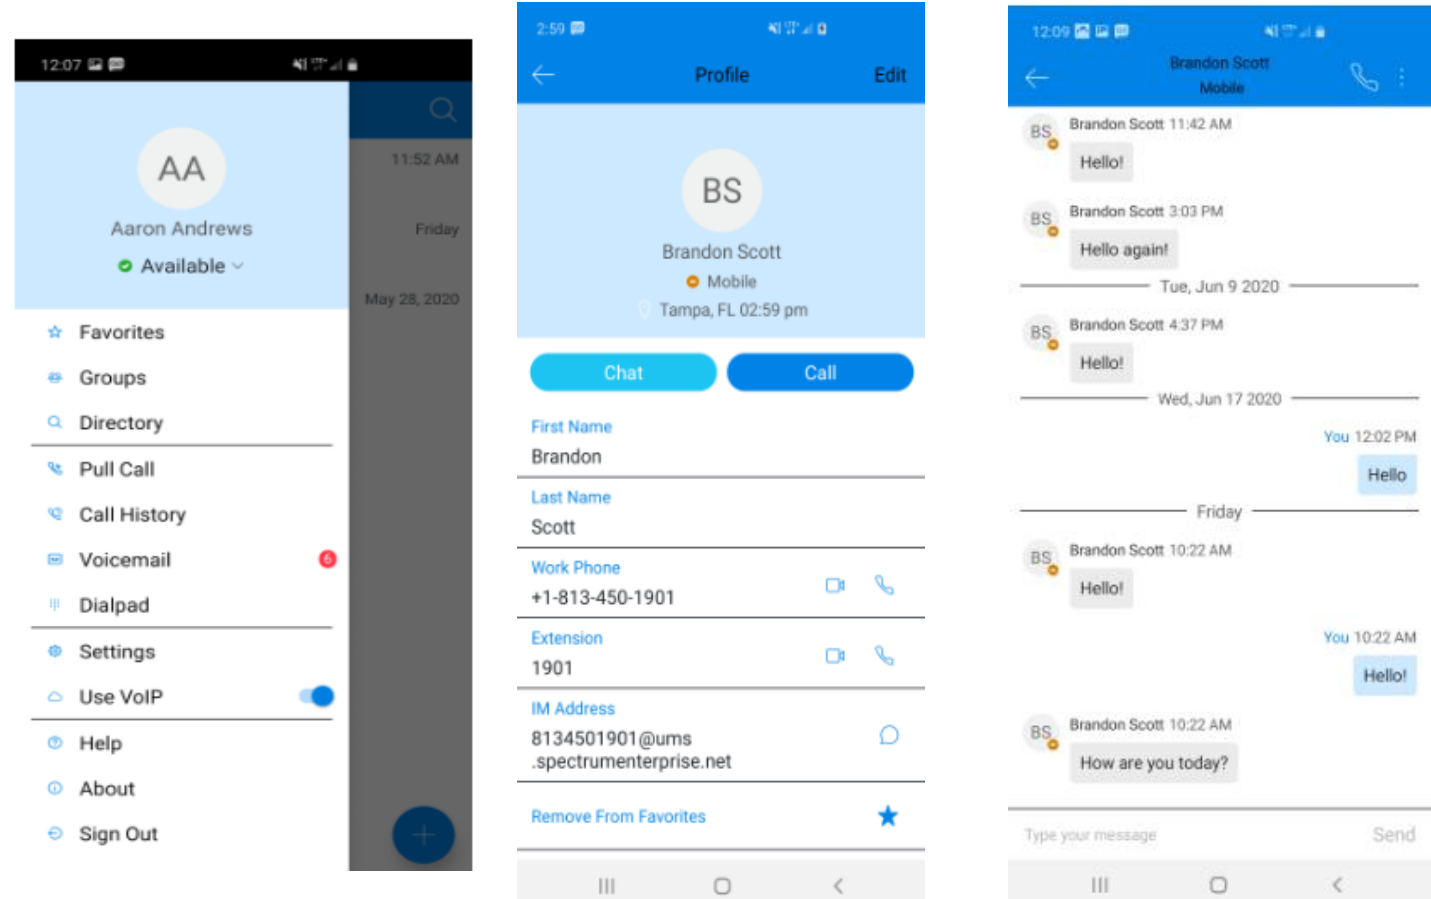 12:07
11:52 AM
AA
Aaron Andrews
Friday
Available
May 28, 2020
Favorites
Groups
Directory
Pull Call
Call History
Voicemail 6
Dialpad
Settings
Use VoIP
Help
About
Sign Out
2:59
Profile Edit
BS
Brandon Scott
Mobile
Tampa, FL 02:59 pm
Chat Call
First Name
Brandon
Last Name
Scott
Work Phone
+1-813-450-1901
Extension
1901
IM Address
8134501901@ums
.spectrumenterprise.net
Remove From Favorites
12:09
Brandon Scott
Mobile
BS Brandon Scott 11:42 AM
Hello!
BS Brandon Scott 3:03 PM
Hello again!
Tue, Jun 9 2020
BS Brandon Scott 4:37 PM
Hello!
Wed, Jun 17 2020
You 12:02 PM
Hello
Friday
BS Brandon Scott 10:22 AM
Hello!
You 10:22 AM
Hello!
BS Brandon Scott 10:22 AM
How are you today?
Type your message Send